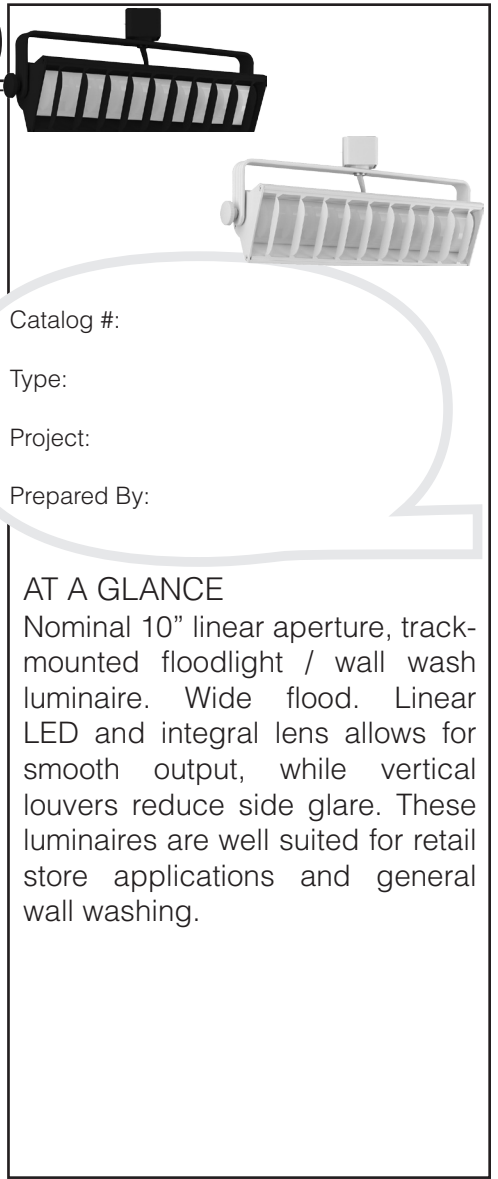 Catalog #:
Type:
Project:
Prepared By:
AT A GLANCE
Nominal 10” linear aperture, track-
mounted floodlight / wall wash
luminaire. Wide flood. Linear
LED and integral lens allows for
smooth output, while vertical
louvers reduce side glare. These
luminaires are well suited for retail
store applications and general
wall washing.